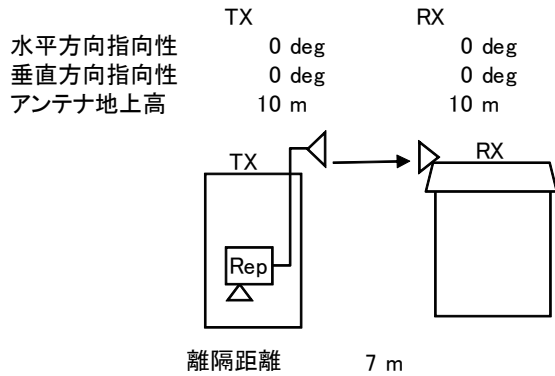 TX RX
水平方向指向性 0 deg 0 deg
垂直方向指向性 0 deg 0 deg
アンテナ地上高 10 m 10 m
TX RX
Rep
離隔距離 7 m